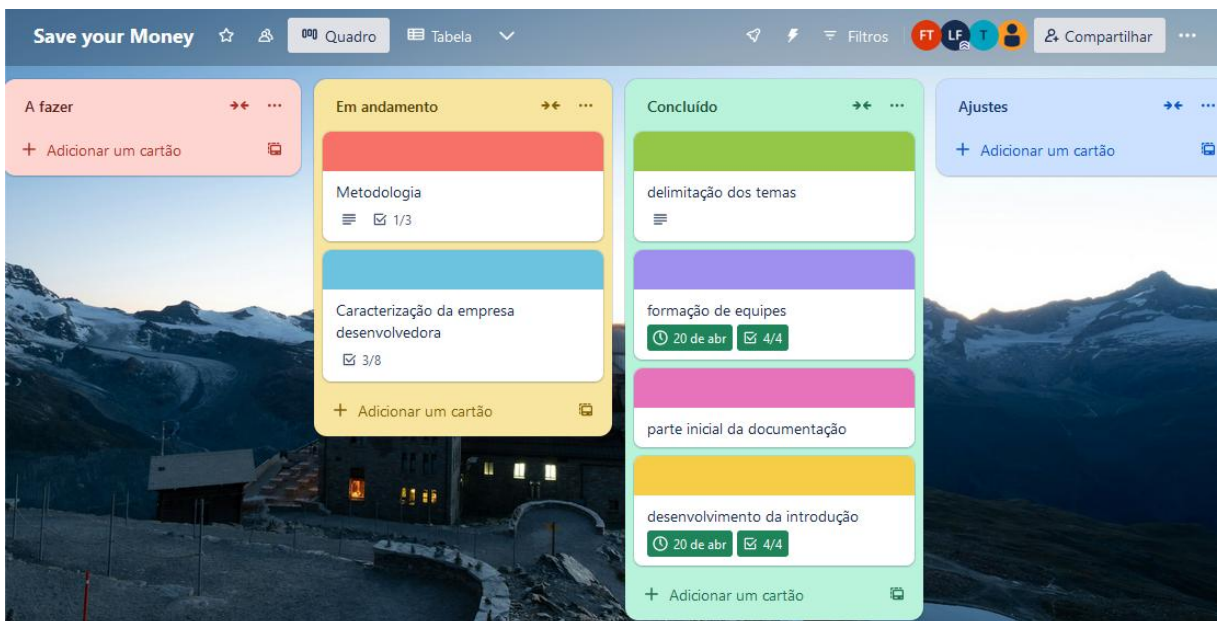 Save your Money
Quadro
Tabela
Filtros
FT
LF
T
Compartilhar
A fazer
Adicionar um cartão
Em andamento
Metodologia
1/3
Caracterização da empresa
desenvolvedora
3/8
Adicionar um cartão
Concluído
delimitação dos temas
formação de equipes
20 de abr 4/4
parte inicial da documentação
desenvolvimento da introdução
20 de abr 4/4
Adicionar um cartão
Ajustes
Adicionar um cartão